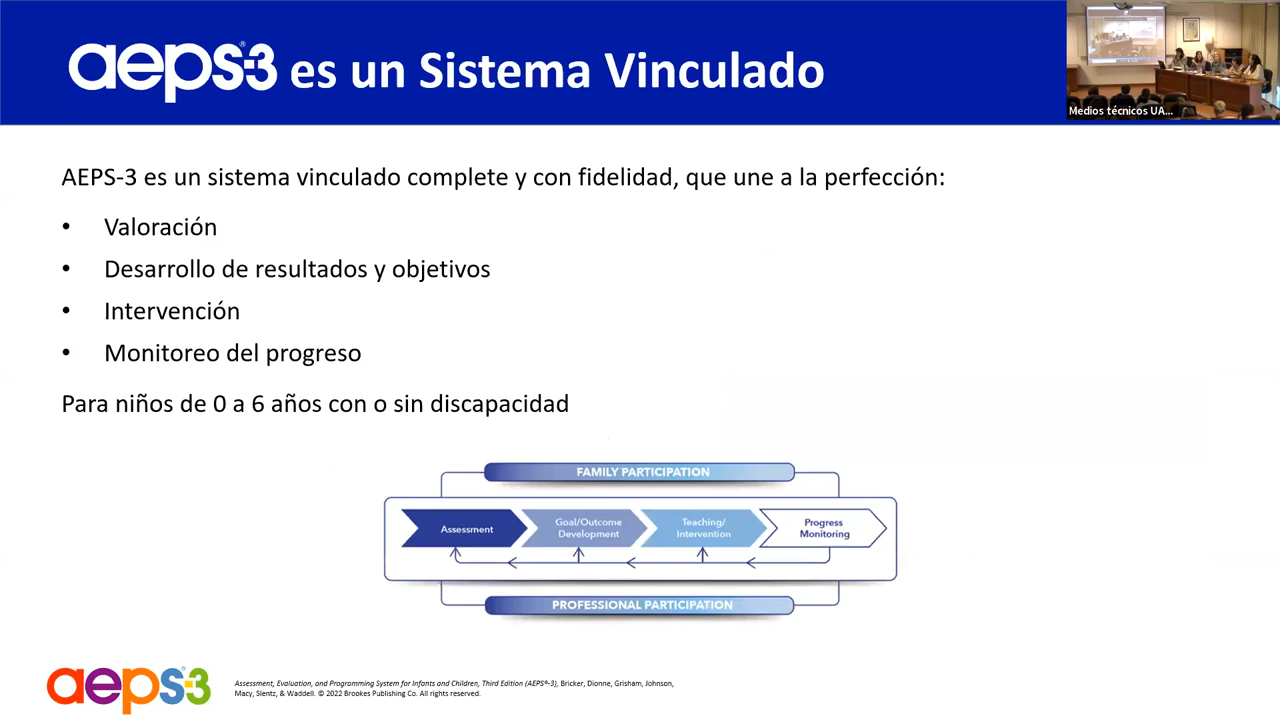 aeps®-3 es un Sistema Vinculado
Medios técnicos UA...
AEPS-3 es un sistema vinculado complete y con fidelidad, que une a la perfección:
• Valoración
• Desarrollo de resultados y objetivos
• Intervención
• Monitoreo del progreso
Para niños de 0 a 6 años con o sin discapacidad
FAMILY PARTICIPATION
Assessment
Goal/Outcome
Development
Teaching/
Intervention
Progress
Monitoring
PROFESSIONAL PARTICIPATION
aeps®-3
Assessment, Evaluation, and Programming System for Infants and Children, Third Edition (AEPS®-3), Bricker, Dionne, Grisham, Johnson,
Macy, Slentz, & Waddell. © 2022 Brookes Publishing Co. All rights reserved.